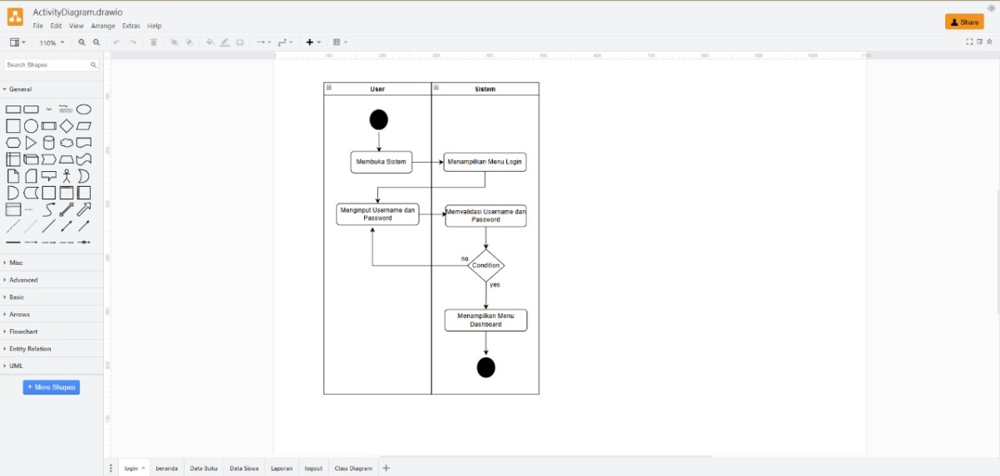 ActivityDiagram.drawio
File Edit View Arrange Extras Help
Share
110%
Search Shapes
General
Text
Misc
Advanced
Basic
Arrows
Flowchart
Entity Relation
UML
+ More Shapes
User
Sistem
Membuka Sistem
Menampilkan Menu Login
Menginput Username dan
Password
Memvalidasi Username dan
Password
no
Condition
yes
Menampilkan Menu
Dashboard
login
beranda
Data Buku
Data Siswa
Laporan
logout
Class Diagram